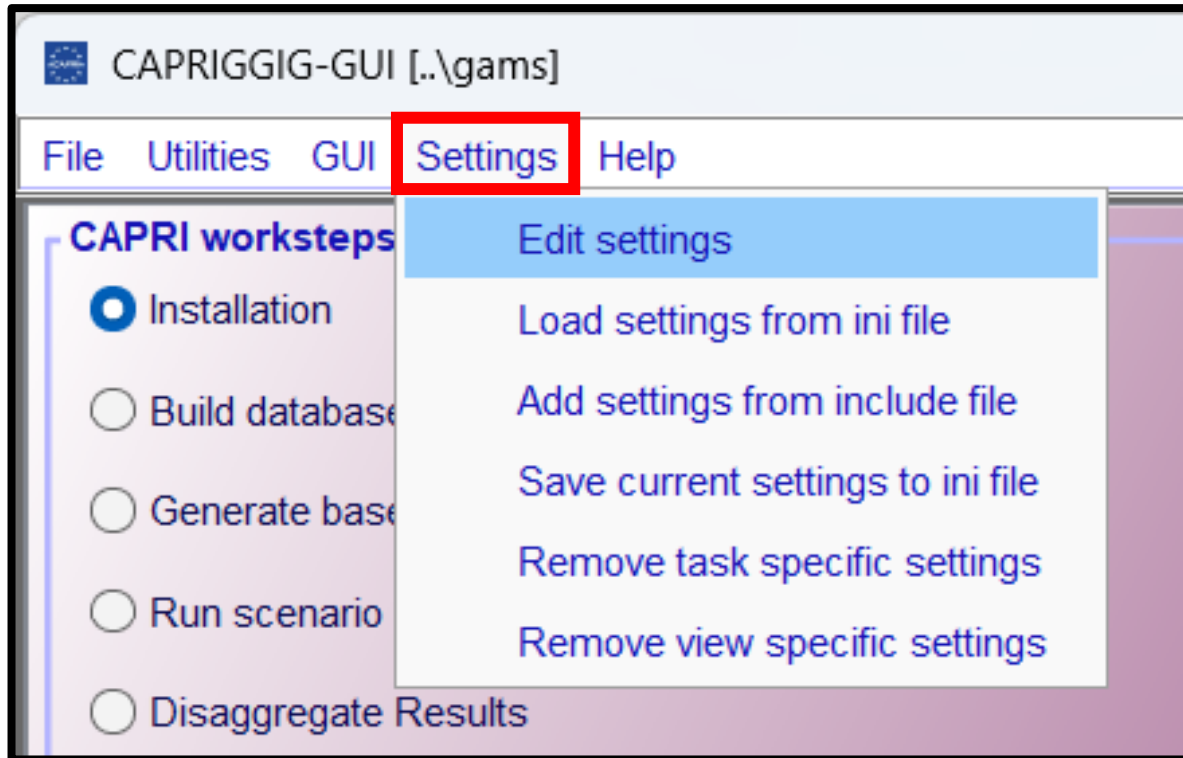 CAPRIGGIG-GUI [..\gams]
File Utilities GUI Settings Help
CAPRI worksteps
Edit settings
Installation
Load settings from ini file
Build database
Add settings from include file
Generate base
Save current settings to ini file
Run scenario
Remove task specific settings
Remove view specific settings
Disaggregate Results